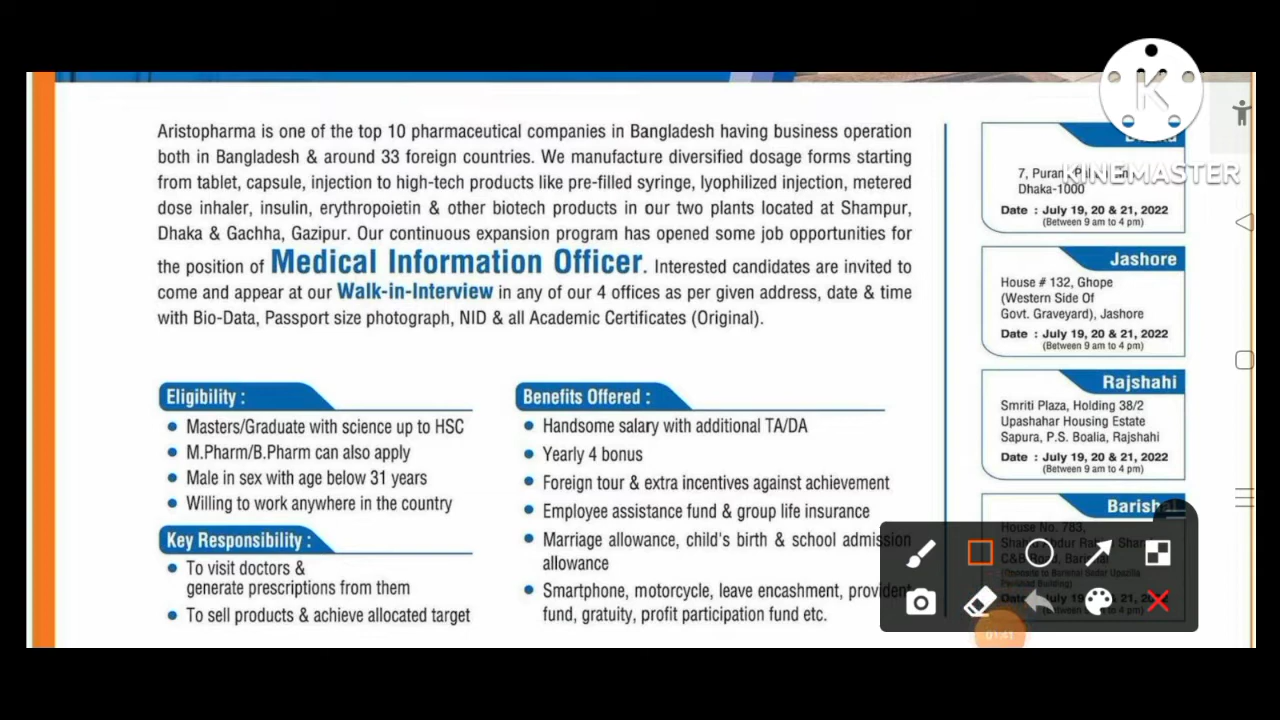 Aristopharma is one of the top 10 pharmaceutical companies in Bangladesh having business operation
both in Bangladesh & around 33 foreign countries. We manufacture diversified dosage forms starting
from tablet, capsule, injection to high-tech products like pre-filled syringe, lyophilized injection, metered
dose inhaler, insulin, erythropoietin & other biotech products in our two plants located at Shampur,
Dhaka & Gachha, Gazipur. Our continuous expansion program has opened some job opportunities for
the position of Medical Information Officer. Interested candidates are invited to
come and appear at our Walk-in-Interview in any of our 4 offices as per given address, date & time
with Bio-Data, Passport size photograph, NID & all Academic Certificates (Original).
Eligibility :
• Masters/Graduate with science up to HSC
• M.Pharm/B.Pharm can also apply
• Male in sex with age below 31 years
• Willing to work anywhere in the country
Key Responsibility :
• To visit doctors &
generate prescriptions from them
• To sell products & achieve allocated target
Benefits Offered :
• Handsome salary with additional TA/DA
• Yearly 4 bonus
• Foreign tour & extra incentives against achievement
• Employee assistance fund & group life insurance
• Marriage allowance, child's birth & school admission
allowance
• Smartphone, motorcycle, leave encashment, provident
fund, gratuity, profit participation fund etc.
K
KINEMASTER
7,
Dhaka-1000
Date : July 19, 20 & 21, 2022
(Between 9 am to 4 pm)
Jashore
House # 132, Ghope
(Western Side Of
Govt. Graveyard), Jashore
Date : July 19, 20 & 21, 2022
(Between 9 am to 4 pm)
Rajshahi
Smriti Plaza, Holding 38/2
Upashahar Housing Estate
Sapura, P.S. Boalia, Rajshahi
Date : July 19, 20 & 21, 2022
(Between 9 am to 4 pm)
Barishal
House No. 783,
01:41